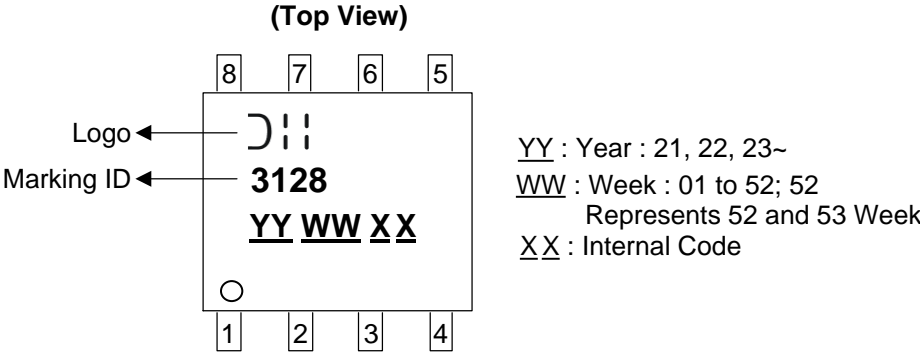 (Top View)
8 7 6 5
Logo
Marking ID
3128
YY WW X X
YY : Year : 21, 22, 23~
WW : Week : 01 to 52; 52
Represents 52 and 53 Week
X X : Internal Code
1 2 3 4